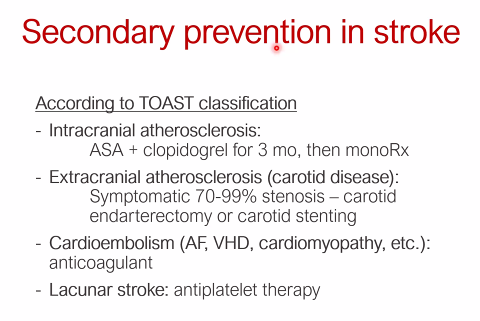 Secondary prevention in stroke
According to TOAST classification
- Intracranial atherosclerosis:
ASA + clopidogrel for 3 mo, then monoRx
- Extracranial atherosclerosis (carotid disease):
Symptomatic 70-99% stenosis – carotid
endarterectomy or carotid stenting
- Cardioembolism (AF, VHD, cardiomyopathy, etc.):
anticoagulant
- Lacunar stroke: antiplatelet therapy